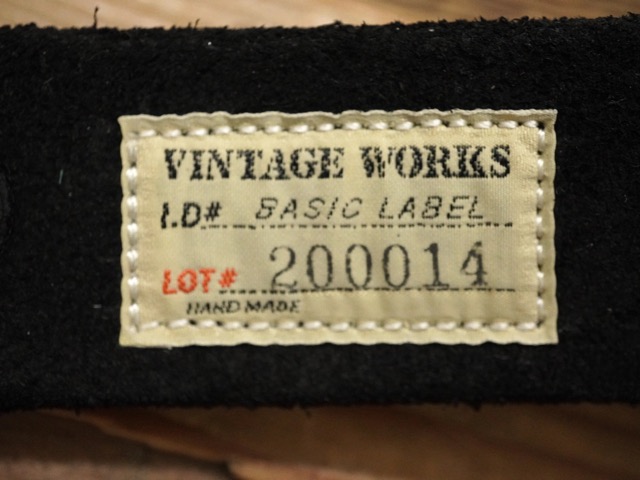 VINTAGE WORKS
I.D# BASIC LABEL
LOT# 200014
HAND MADE